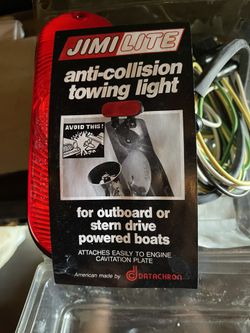 JIMI LITE
anti-collision
towing light
AVOID THIS!
for outboard or
stern drive
powered boats
ATTACHES EASILY TO ENGINE
CAVITATION PLATE
American made by DATACHRON